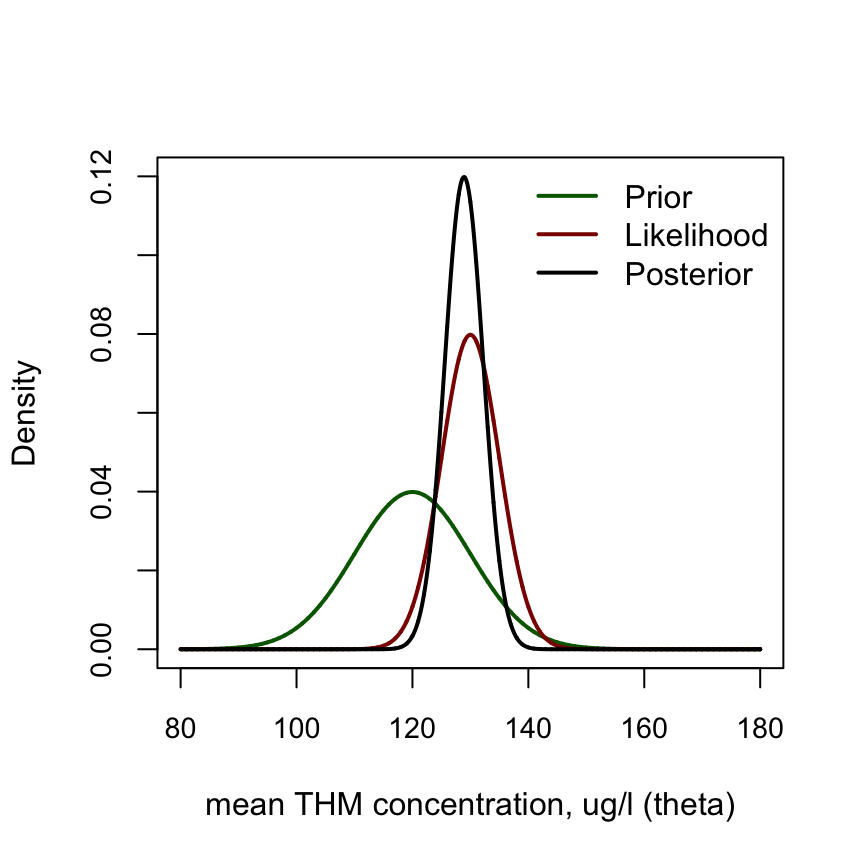 Prior
Likelihood
Posterior
0.12
0.08
0.04
0.00
Density
80 100 120 140 160 180
mean THM concentration, ug/l (theta)